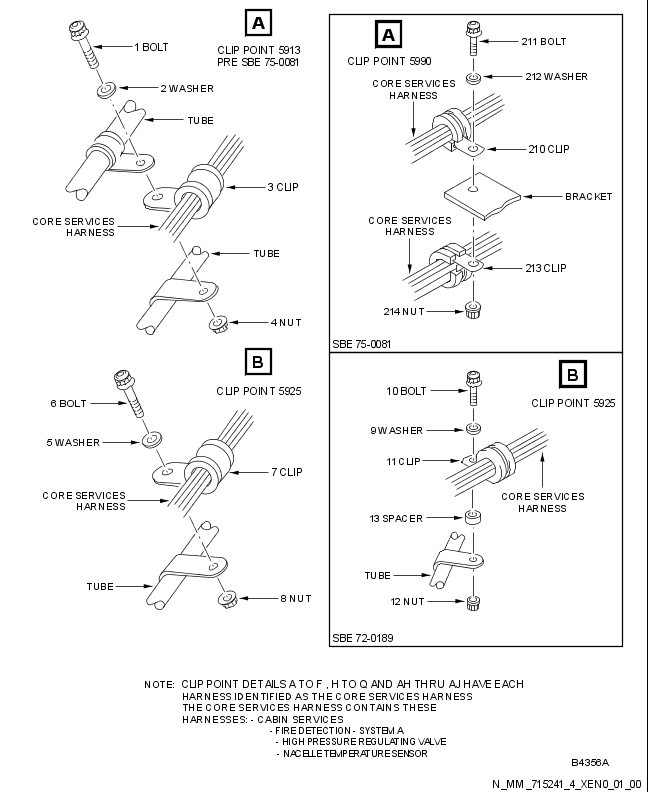 A
CLIP POINT 5913
PRE SBE 75-0081
1 BOLT
2 WASHER
TUBE
3 CLIP
CORE SERVICES
HARNESS
TUBE
4 NUT
A
CLIP POINT 5990
211 BOLT
212 WASHER
CORE SERVICES
HARNESS
210 CLIP
BRACKET
CORE SERVICES
HARNESS
213 CLIP
214 NUT
SBE 75-0081
B
CLIP POINT 5925
6 BOLT
5 WASHER
7 CLIP
CORE SERVICES
HARNESS
TUBE
8 NUT
B
CLIP POINT 5925
10 BOLT
9 WASHER
11 CLIP
CORE SERVICES
HARNESS
13 SPACER
TUBE
12 NUT
SBE 72-0189
NOTE: CLIP POINT DETAILS A TO F , H TO Q AND AH THRU AJ HAVE EACH
HARNESS IDENTIFIED AS THE CORE SERVICES HARNESS
THE CORE SERVICES HARNESS CONTAINS THESE
HARNESSES: - CABIN SERVICES
- FIRE DETECTION - SYSTEM A
- HIGH PRESSURE REGULATING VALVE
- NACELLE TEMPERATURE SENSOR
B4356A
N_MM_715241_4_XEN0_01_00